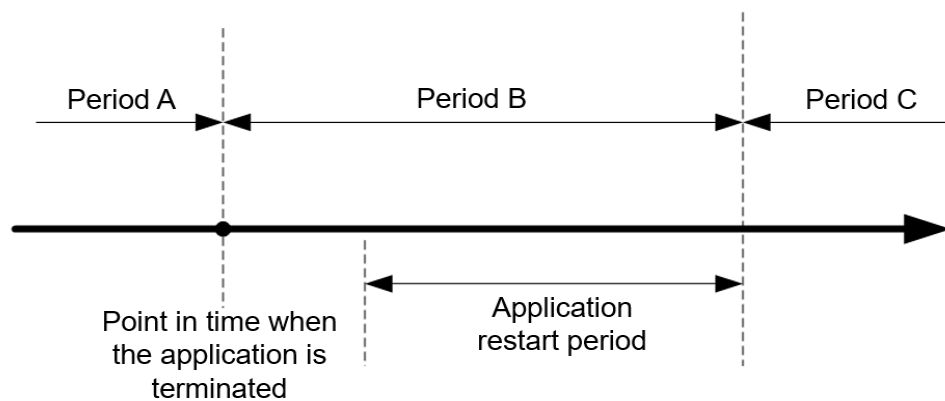 Period A
Period B
Period C
Point in time when
the application is
terminated
Application
restart period